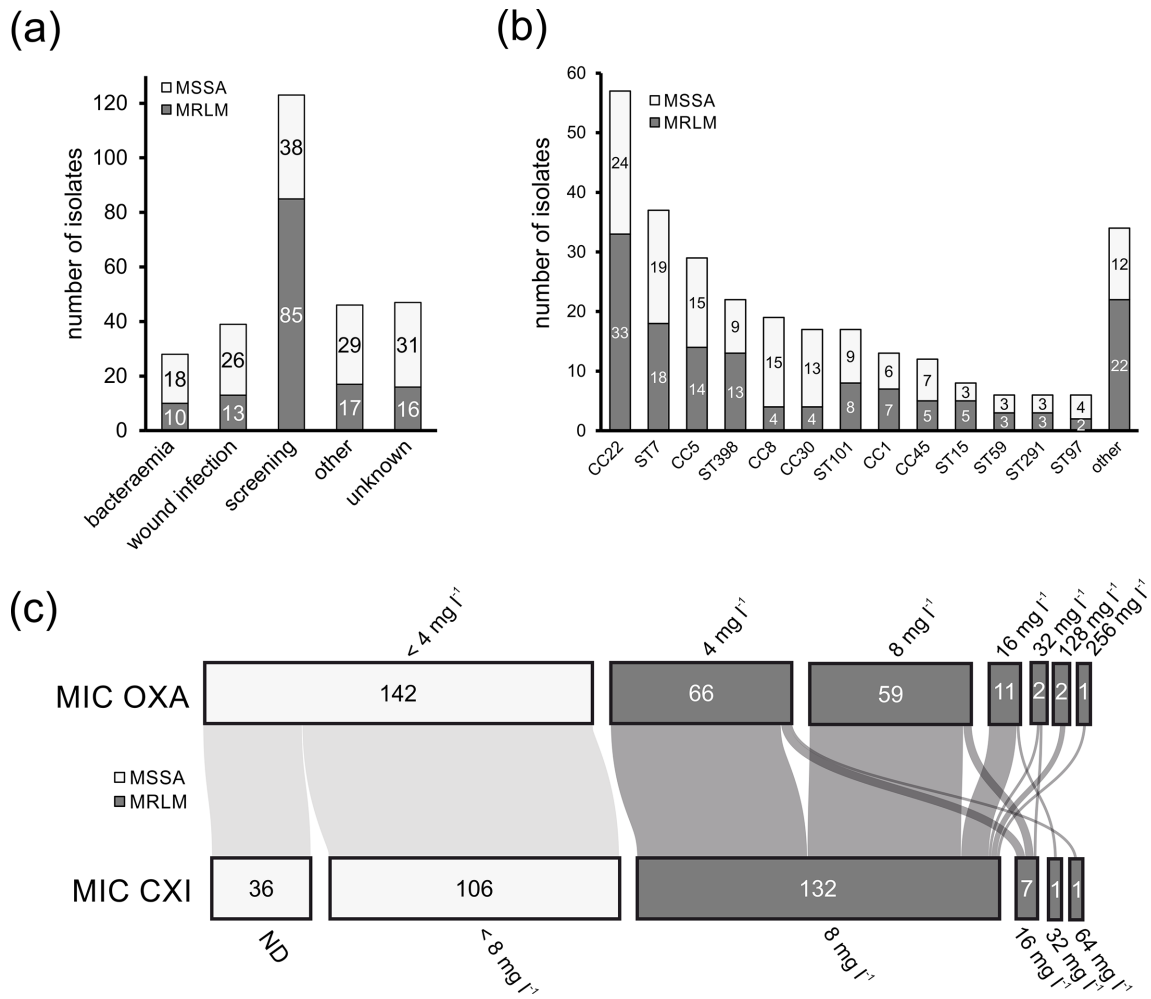 (a)
MSSA
MRLM
number of isolates
120
100
80
60
40
20
0
18
10
26
13
38
85
29
17
31
16
bacteraemia
wound infection
screening
other
unknown
(b)
MSSA
MRLM
number of isolates
60
50
40
30
20
10
0
24
33
19
18
15
14
9
13
15
4
13
4
9
8
6
7
7
5
3
5
3
3
3
3
4
2
12
22
CC22
ST7
CC5
ST398
CC8
CC30
ST101
CC1
CC45
ST15
ST59
ST291
ST97
other
(c)
< 4 mg l⁻¹
4 mg l⁻¹
8 mg l⁻¹
16 mg l⁻¹
32 mg l⁻¹
128 mg l⁻¹
256 mg l⁻¹
MIC OXA
142
66
59
11
2
2
1
MSSA
MRLM
MIC CXI
36
106
132
7
1
1
ND
< 8 mg l⁻¹
8 mg l⁻¹
16 mg l⁻¹
32 mg l⁻¹
64 mg l⁻¹